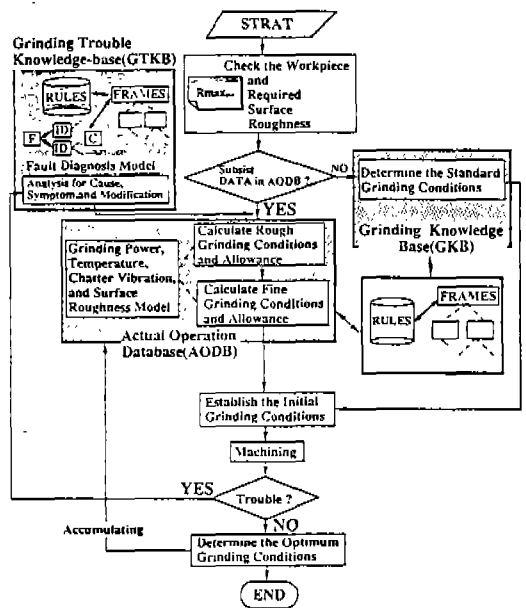 STRAT
Grinding Trouble
Knowledge-base(GTKB)
RULES
FRAMES
F
ID
ID
C
Fault Diagnosis Model
Analysis for Cause,
Symptom,and Modification
Check the Workpiece
and
Required
Surface
Roughness
Rmax
Subsist
DATA in AODB ?
NO
YES
Determine the Standard
Grinding Conditions
Grinding Knowledge
Base(GKB)
RULES
FRAMES
Grinding Power,
Temperature,
Chatter Vibration,
and Surface
Roughness Model
Calculate Rough
Grinding Conditions
and Allowance
Calculate Fine
Grinding Conditions
and Allowance
Actual Operation
Database(AODB)
Establish the Initial
Grinding Conditions
Machining
YES
Trouble ?
NO
Accumulating
Determine the Optimum
Grinding Conditions
END